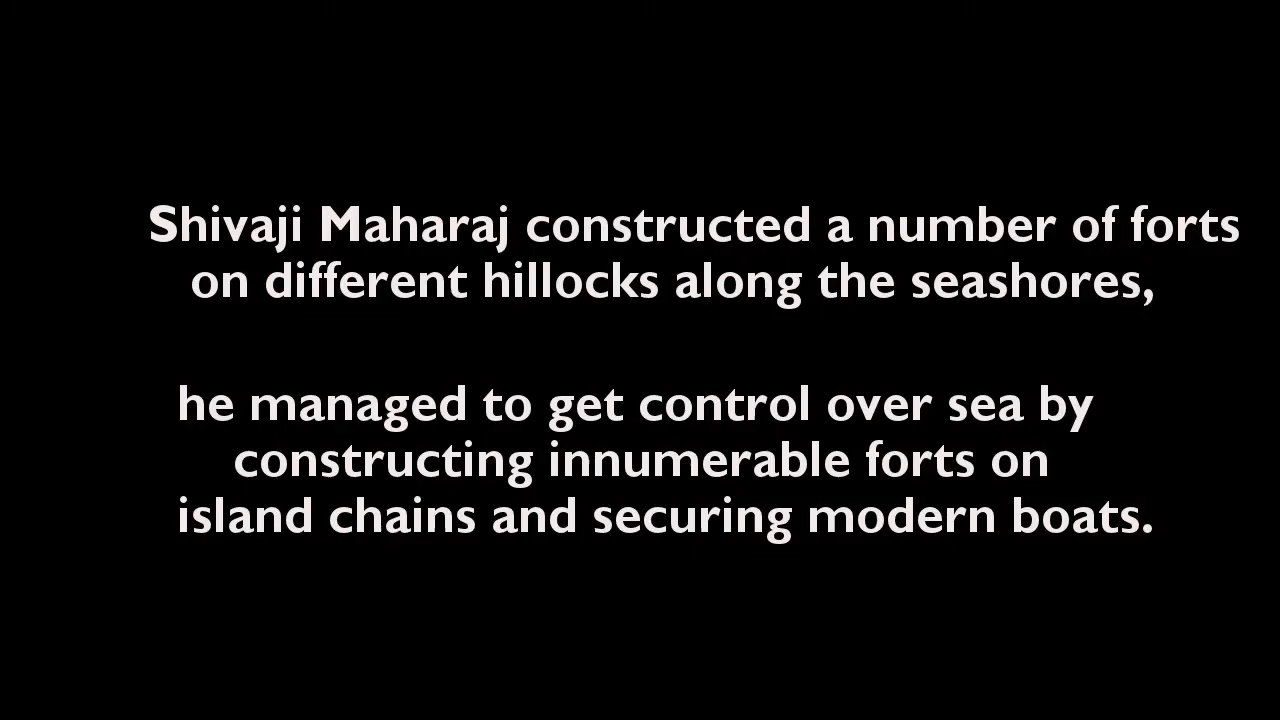 Shivaji Maharaj constructed a number of forts
on different hillocks along the seashores,
he managed to get control over sea by
constructing innumerable forts on
island chains and securing modern boats.